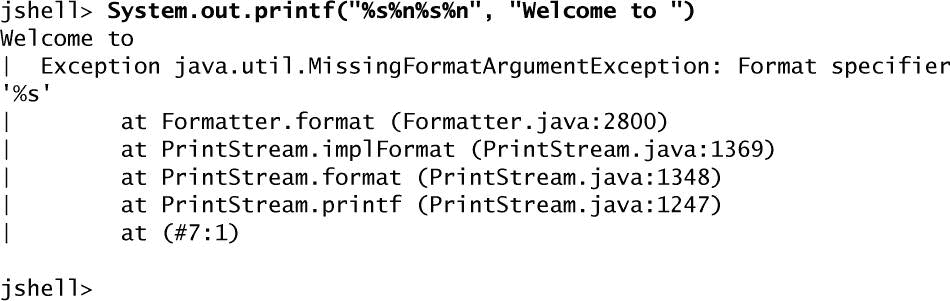 jshell> System.out.printf("%s%n%s%n", "Welcome to ")
Welcome to
|  Exception java.util.MissingFormatArgumentException: Format specifier
'%s'
|        at Formatter.format (Formatter.java:2800)
|        at PrintStream.implFormat (PrintStream.java:1369)
|        at PrintStream.format (PrintStream.java:1348)
|        at PrintStream.printf (PrintStream.java:1247)
|        at (#7:1)
jshell>